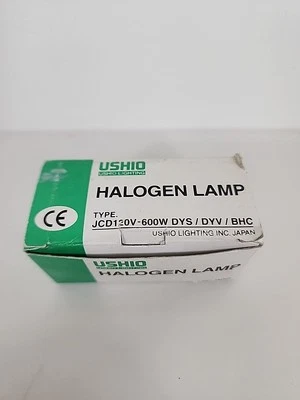 USHIO
USHIO LIGHTING
HALOGEN LAMP
TYPE.
JCD120V-600W DYS / DYV / BHC
USHIO LIGHTING INC. JAPAN
CE
USHIO
HALOGEN LAMP